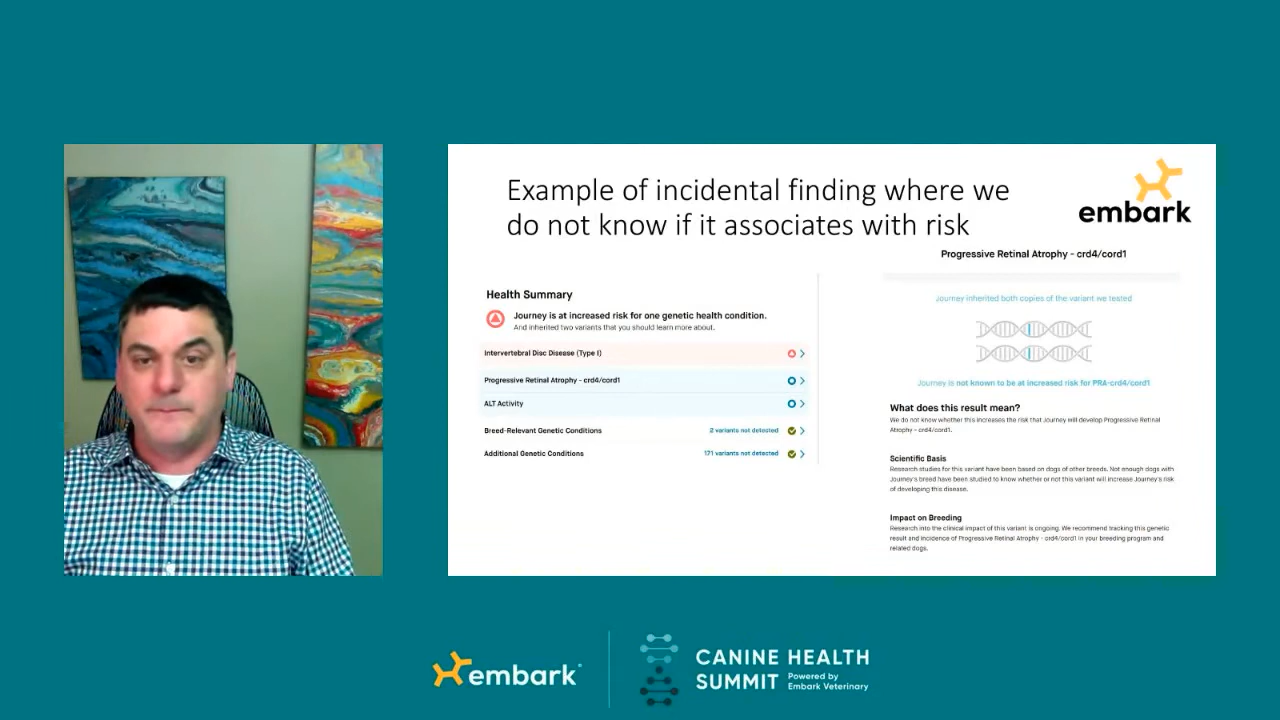 Example of incidental finding where we
do not know if it associates with risk
embark
Health Summary
Journey is at increased risk for one genetic health condition.
And inherited two variants that you should learn more about.
Intervertebral Disc Disease (Type I)
Progressive Retinal Atrophy - crd4/cord1
ALT Activity
Breed-Relevant Genetic Conditions 2 variants not detected
Additional Genetic Conditions 171 variants not detected
Progressive Retinal Atrophy - crd4/cord1
Journey inherited both copies of the variant we tested
Journey is not known to be at increased risk for PRA-crd4/cord1
What does this result mean?
We do not know whether this increases the risk that Journey will develop Progressive Retinal
Atrophy - crd4/cord1.
Scientific Basis
Research studies for this variant have been based on dogs of other breeds. Not enough dogs with
Journey's breed have been studied to know whether or not this variant will increase Journey's risk
of developing this disease.
Impact on Breeding
Research into the clinical impact of this variant is ongoing. We recommend tracking this genetic
result and incidence of Progressive Retinal Atrophy - crd4/cord1 in your breeding program and
related dogs.
embark
CANINE HEALTH
SUMMIT Powered by
Embark Veterinary